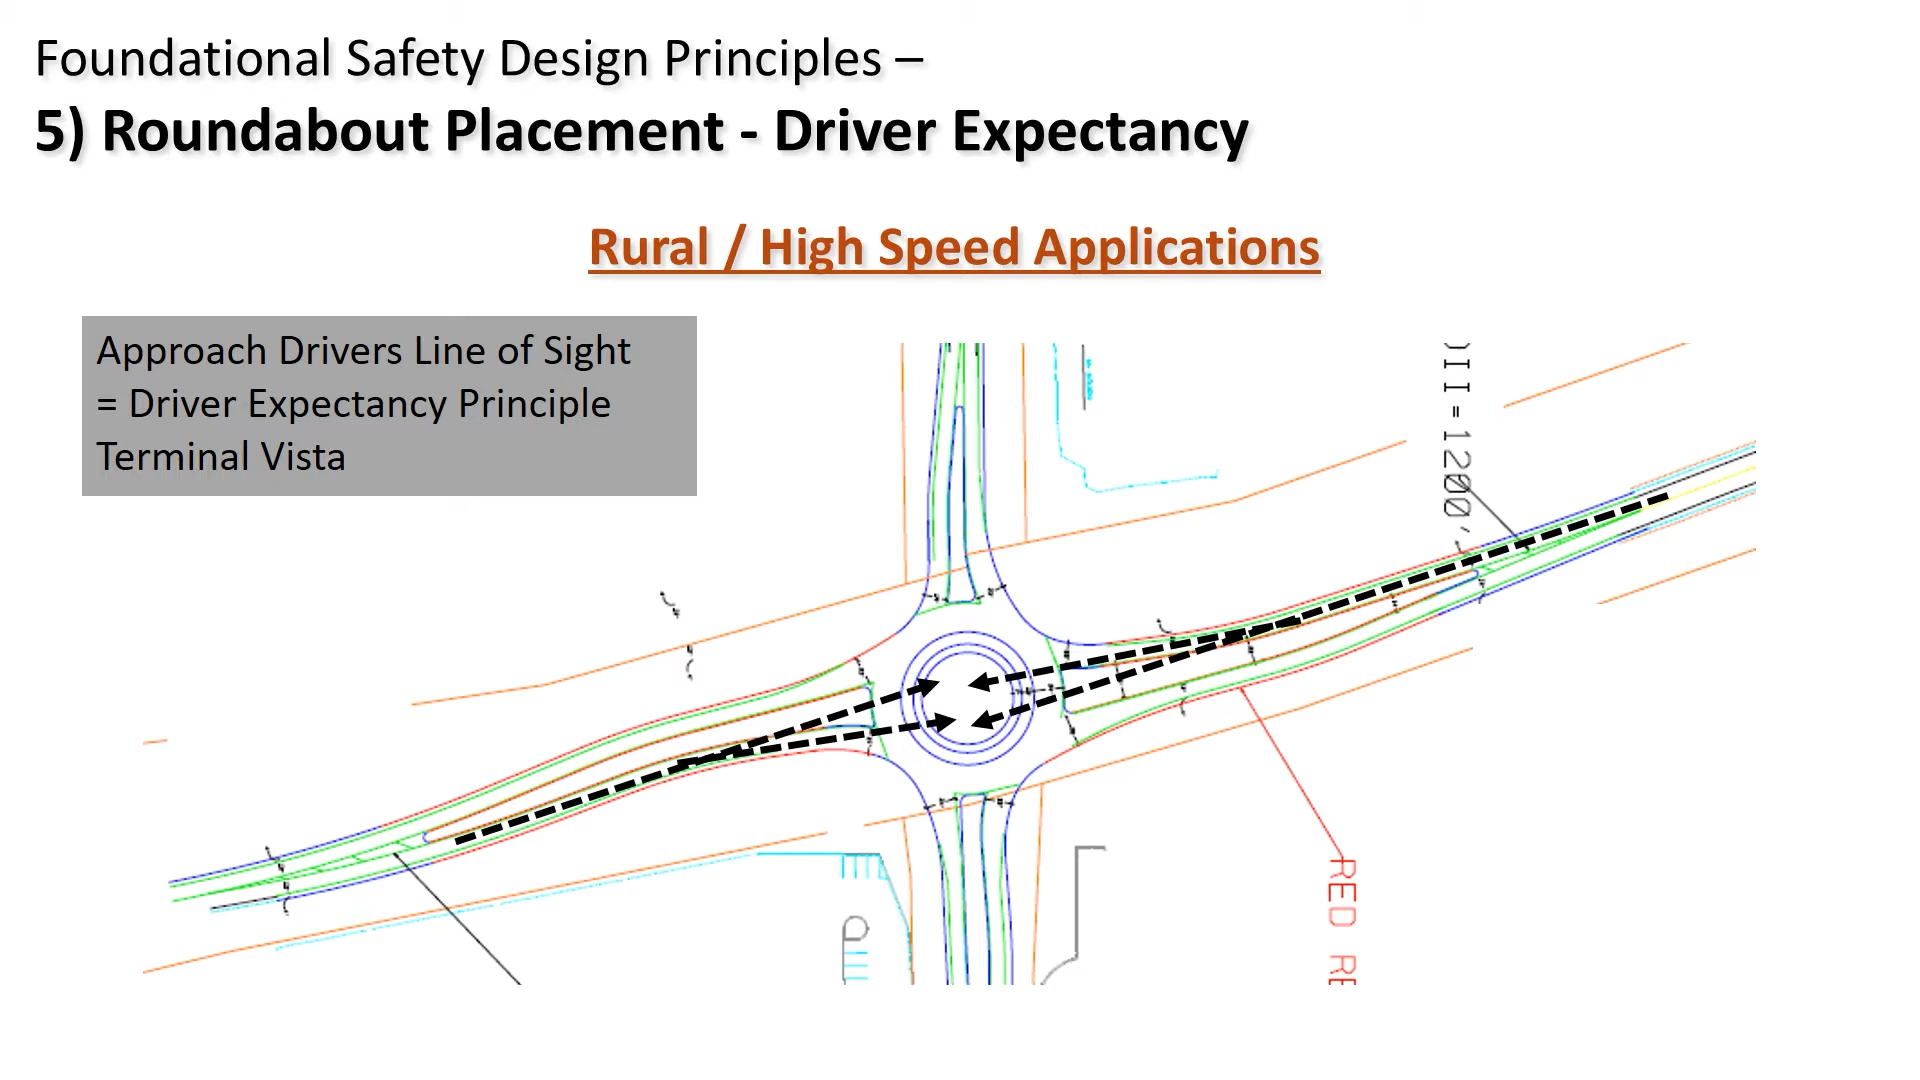 Foundational Safety Design Principles –
5) Roundabout Placement - Driver Expectancy
Rural / High Speed Applications
Approach Drivers Line of Sight
= Driver Expectancy Principle
Terminal Vista
=1200'
RED